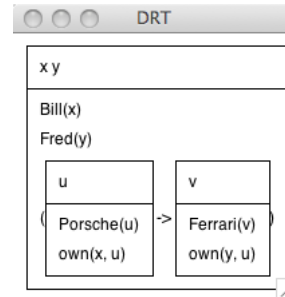 DRT
x y
Bill(x)
Fred(y)
u v
( Porsche(u) -> Ferrari(v) )
own(x, u) own(y, u)